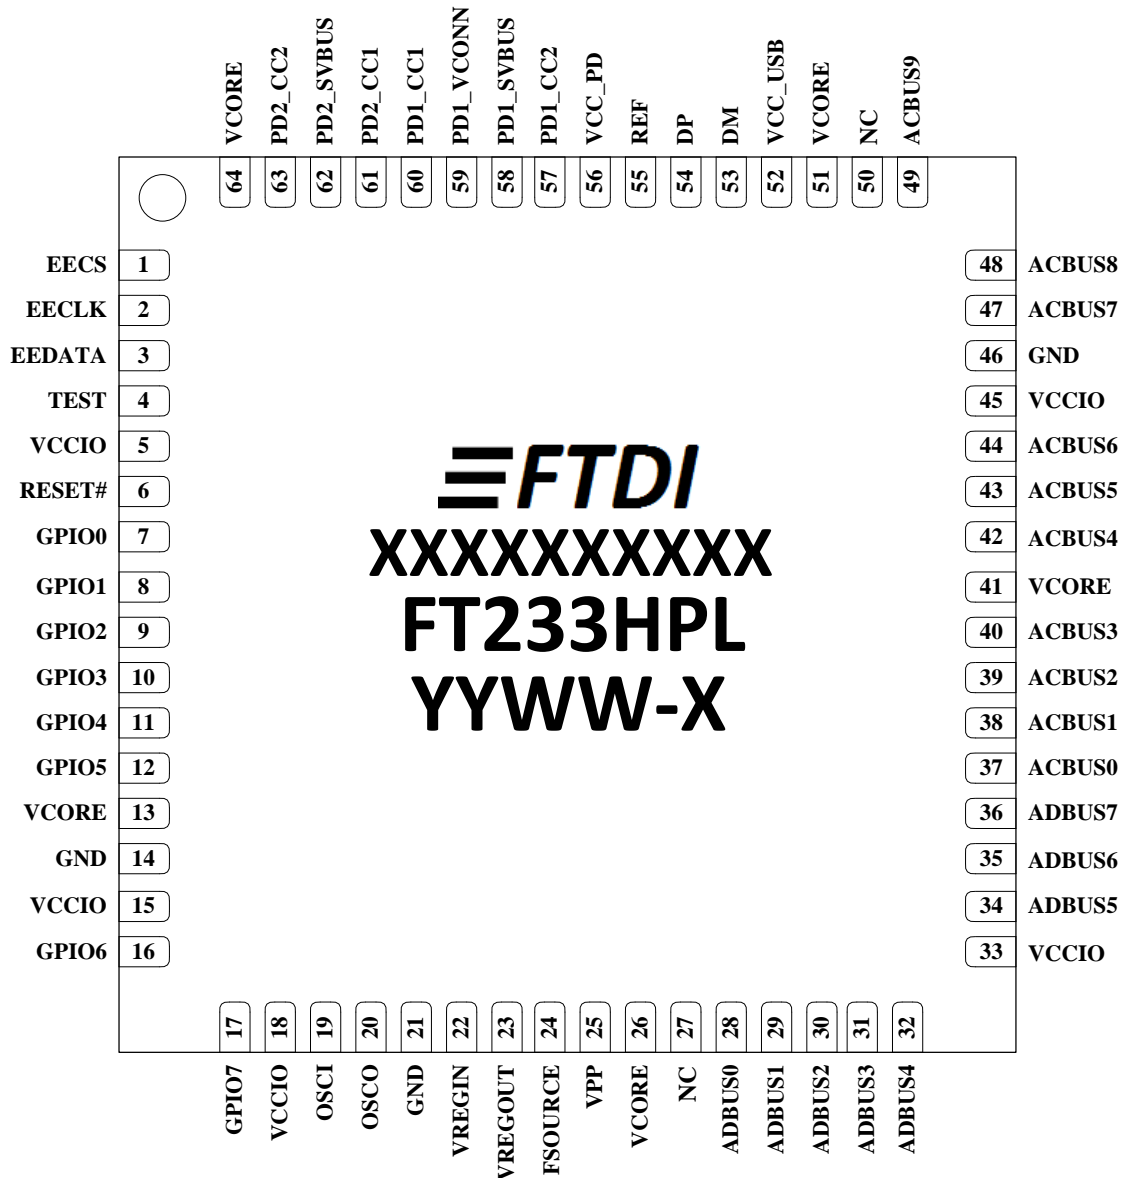 VCORE
PD2_CC2
PD2_SVBUS
PD2_CC1
PD1_CC1
PD1_VCONN
PD1_SVBUS
PD1_CC2
VCC_PD
REF
DP
DM
VCC_USB
VCORE
NC
ACBUS9
64
63
62
61
60
59
58
57
56
55
54
53
52
51
50
49
EECS 1
EECLK 2
EEDATA 3
TEST 4
VCCIO 5
RESET# 6
GPIO0 7
GPIO1 8
GPIO2 9
GPIO3 10
GPIO4 11
GPIO5 12
VCORE 13
GND 14
VCCIO 15
GPIO6 16
FTDI
XXXXXXXXXX
FT233HPL
YYWW-X
48 ACBUS8
47 ACBUS7
46 GND
45 VCCIO
44 ACBUS6
43 ACBUS5
42 ACBUS4
41 VCORE
40 ACBUS3
39 ACBUS2
38 ACBUS1
37 ACBUS0
36 ADBUS7
35 ADBUS6
34 ADBUS5
33 VCCIO
17
18
19
20
21
22
23
24
25
26
27
28
29
30
31
32
GPIO7
VCCIO
OSCI
OSCO
GND
VREGIN
VREGOUT
FSOURCE
VPP
VCORE
NC
ADBUS0
ADBUS1
ADBUS2
ADBUS3
ADBUS4